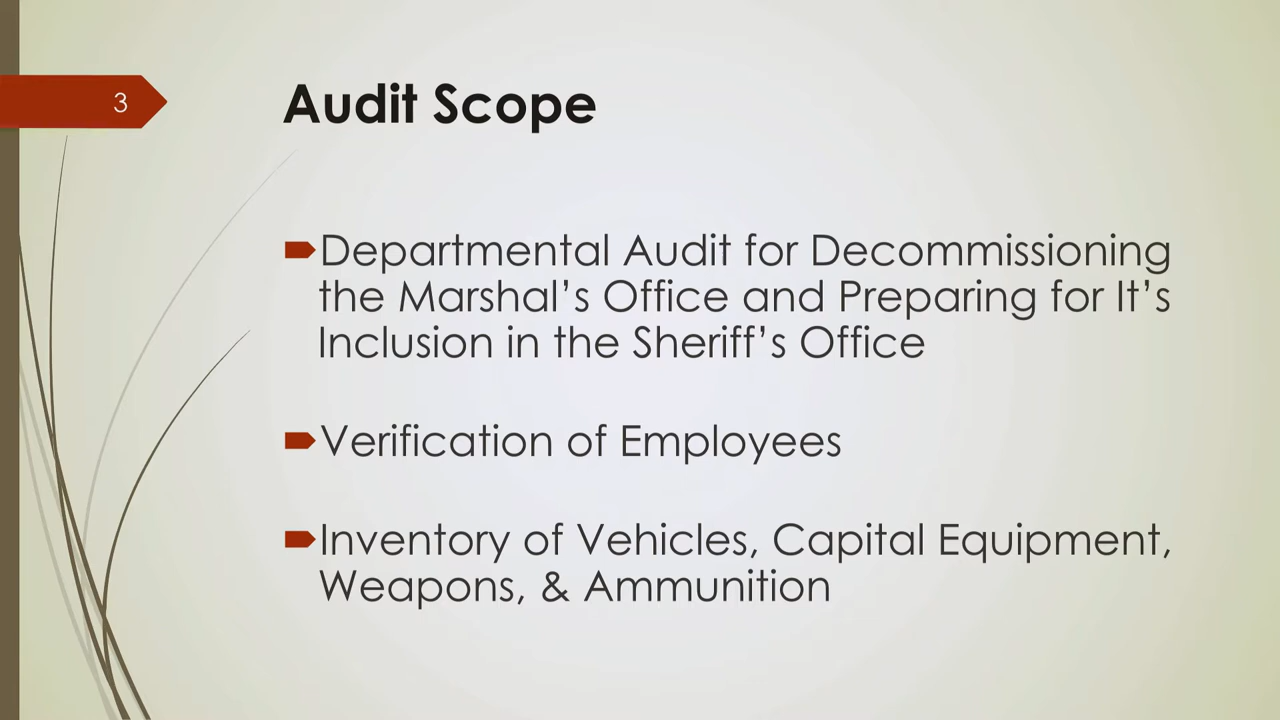 3
Audit Scope
Departmental Audit for Decommissioning
the Marshal’s Office and Preparing for It’s
Inclusion in the Sheriff’s Office
Verification of Employees
Inventory of Vehicles, Capital Equipment,
Weapons, & Ammunition